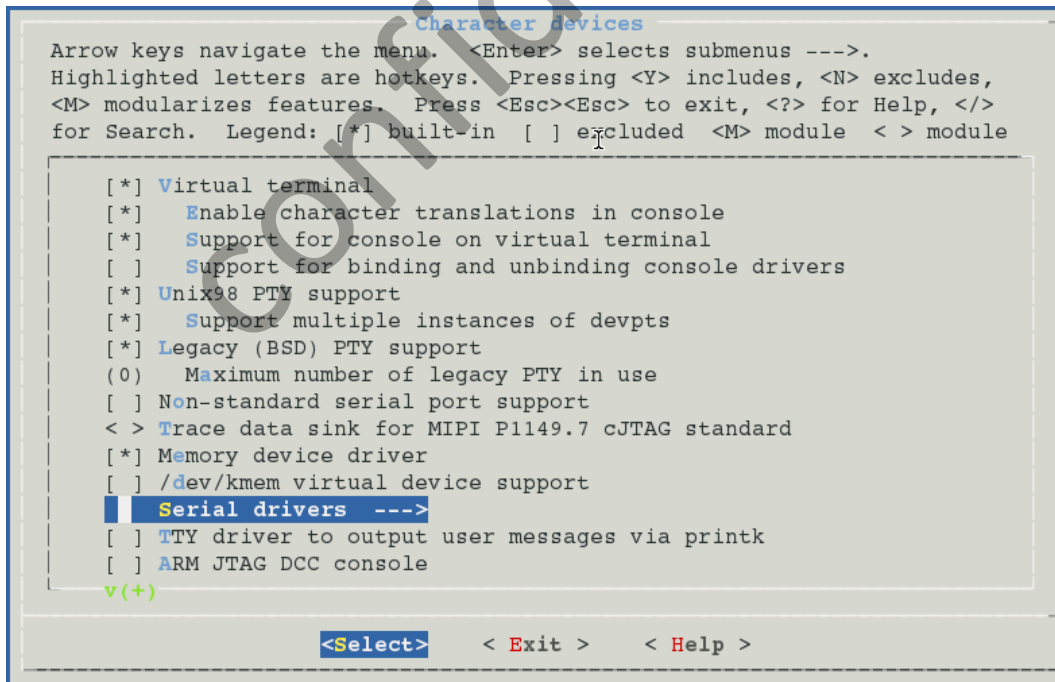 Character devices
Arrow keys navigate the menu.  <Enter> selects submenus --->.
Highlighted letters are hotkeys.  Pressing <Y> includes, <N> excludes,
<M> modularizes features.  Press <Esc><Esc> to exit, <?> for Help, </>
for Search.  Legend: [*] built-in  [ ] excluded  <M> module  < > module
[*] Virtual terminal
[*]   Enable character translations in console
[*]   Support for console on virtual terminal
[ ]   Support for binding and unbinding console drivers
[*] Unix98 PTY support
[*]   Support multiple instances of devpts
[*] Legacy (BSD) PTY support
(0)   Maximum number of legacy PTY in use
[ ] Non-standard serial port support
< > Trace data sink for MIPI P1149.7 cJTAG standard
[*] Memory device driver
[ ] /dev/kmem virtual device support
Serial drivers  --->
[ ] TTY driver to output user messages via printk
[ ] ARM JTAG DCC console
v(+)
<Select>    < Exit >    < Help >